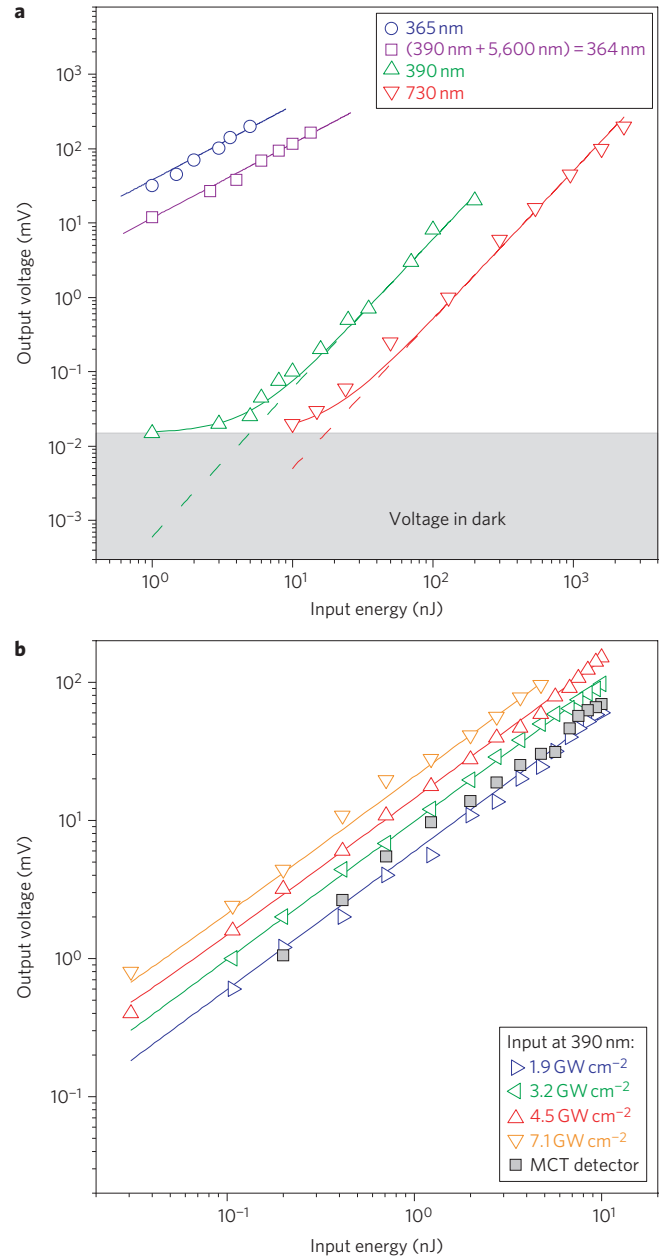 a
365 nm
(390 nm + 5,600 nm) = 364 nm
390 nm
730 nm
10³
10²
10¹
10⁰
10⁻¹
10⁻²
10⁻³
Output voltage (mV)
Voltage in dark
10⁰ 10¹ 10² 10³
Input energy (nJ)
b
10²
10¹
10⁰
10⁻¹
Output voltage (mV)
Input at 390 nm:
1.9 GW cm⁻²
3.2 GW cm⁻²
4.5 GW cm⁻²
7.1 GW cm⁻²
MCT detector
10⁻¹ 10⁰ 10¹
Input energy (nJ)